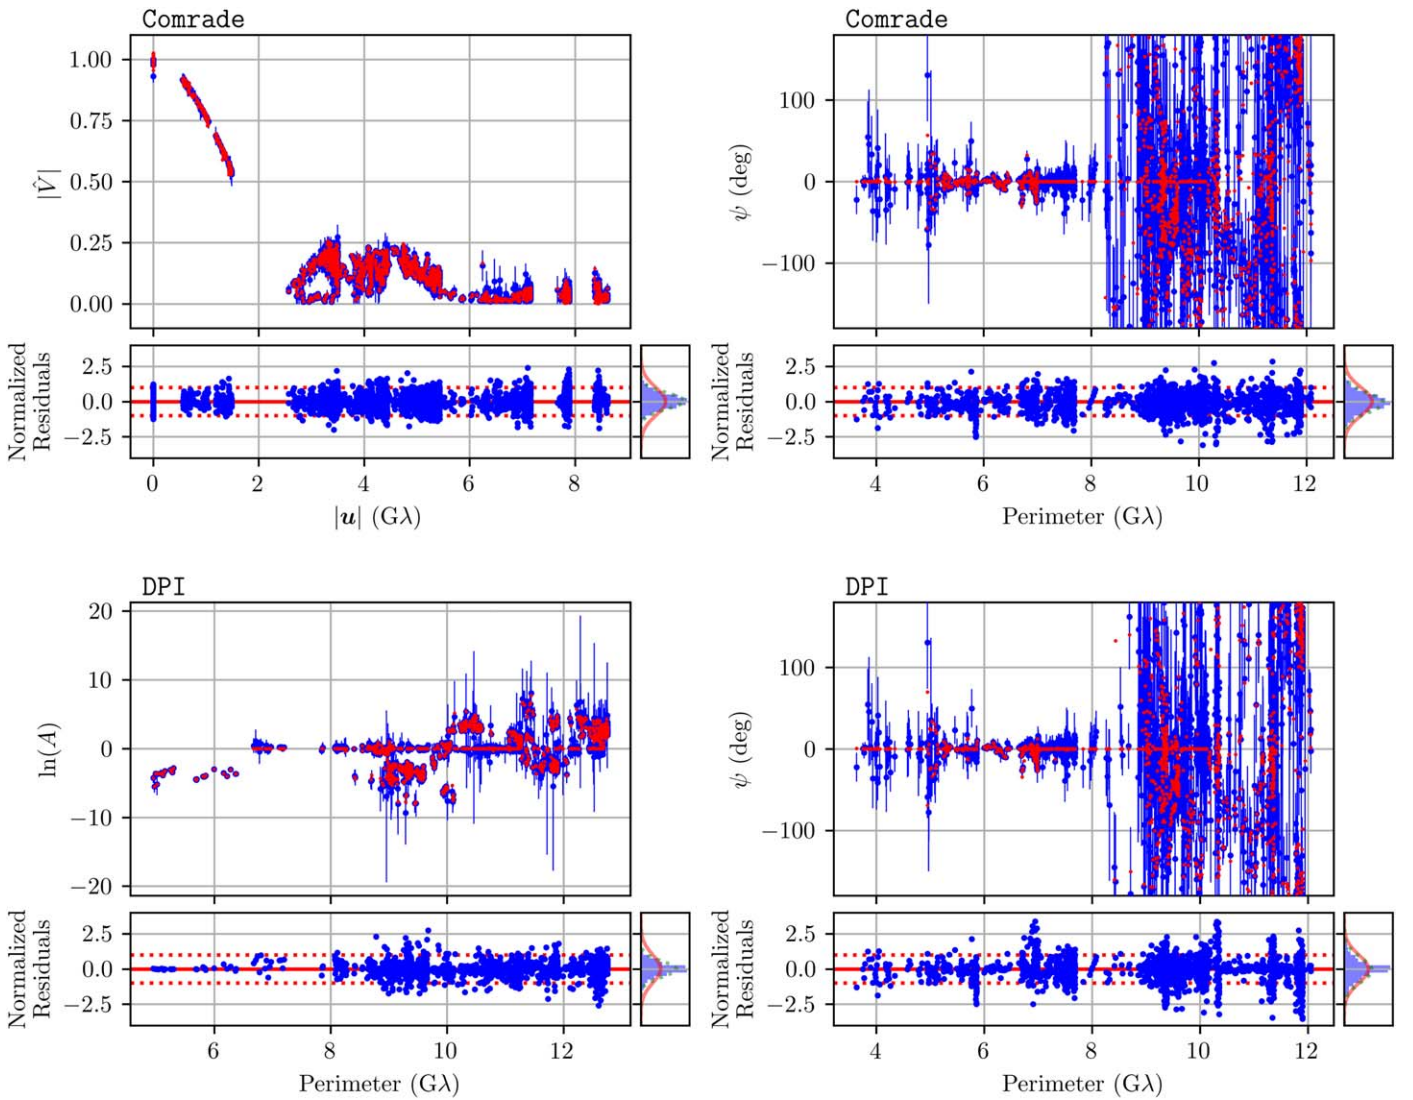 Comrade
1.00
0.75
0.50
0.25
0.00
|V̂|
2.5
0.0
−2.5
Normalized
Residuals
0 2 4 6 8
|u| (Gλ)
Comrade
100
0
−100
ψ (deg)
2.5
0.0
−2.5
Normalized
Residuals
4 6 8 10 12
Perimeter (Gλ)
DPI
20
10
0
−10
−20
ln(A)
2.5
0.0
−2.5
Normalized
Residuals
6 8 10 12
Perimeter (Gλ)
DPI
100
0
−100
ψ (deg)
2.5
0.0
−2.5
Normalized
Residuals
4 6 8 10 12
Perimeter (Gλ)